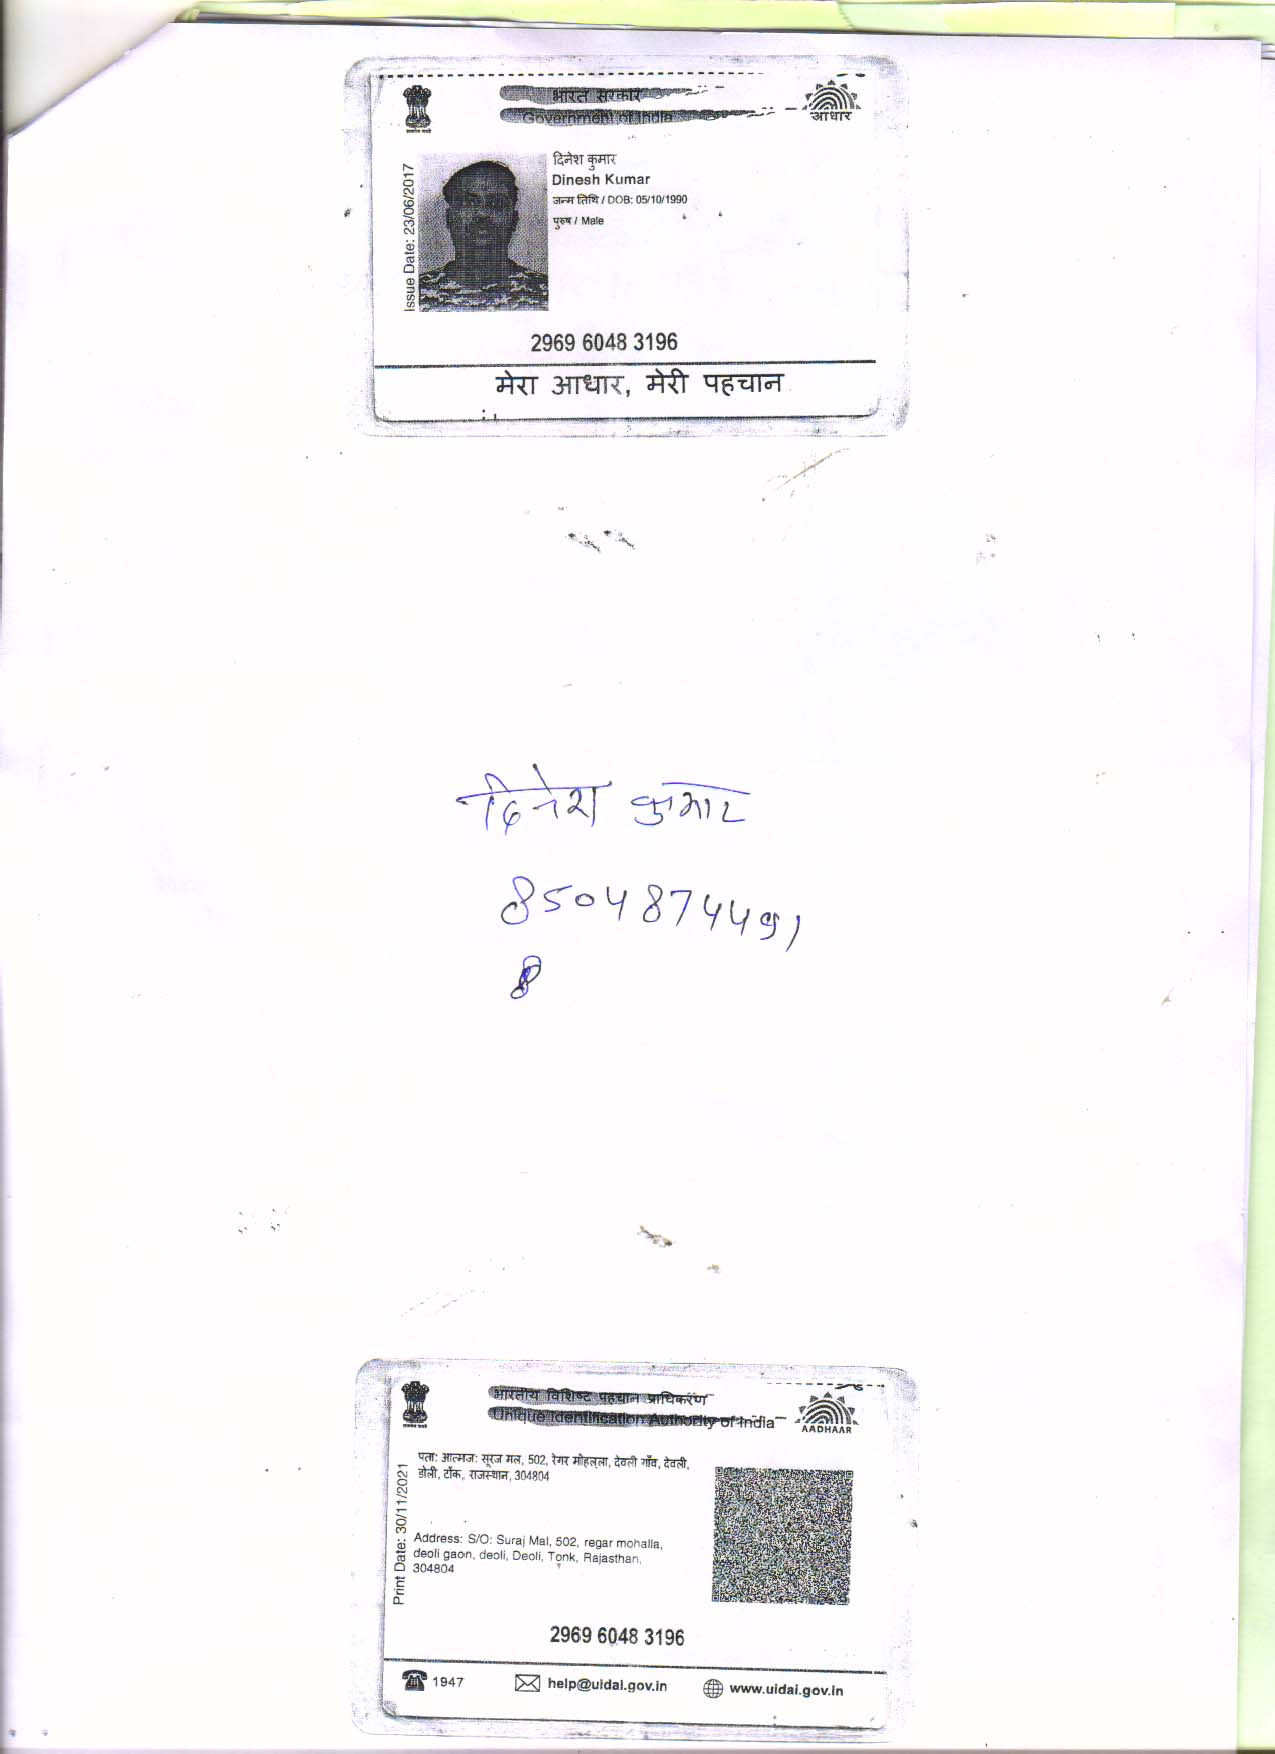 भारत सरकार
Government of India
आधार
दिनेश कुमार
Dinesh Kumar
जन्म तिथि / DOB: 05/10/1990
पुरुष / Male
Issue Date: 23/06/2017
2969 6048 3196
मेरा आधार, मेरी पहचान
दिनेश कुमार
8504874491
8
भारतीय विशिष्ट पहचान प्राधिकरण
Unique Identification Authority of India
AADHAAR
पता: आत्मज: सूरज मल, 502, रेगर मोहल्ला, देवली गाँव, देवली,
डोली, टोंक, राजस्थान, 304804
Print Date: 30/11/2021
Address: S/O: Suraj Mal, 502, regar mohalla,
deoli gaon, deoli, Deoli, Tonk, Rajasthan,
304804
2969 6048 3196
1947
help@uidai.gov.in
www.uidai.gov.in